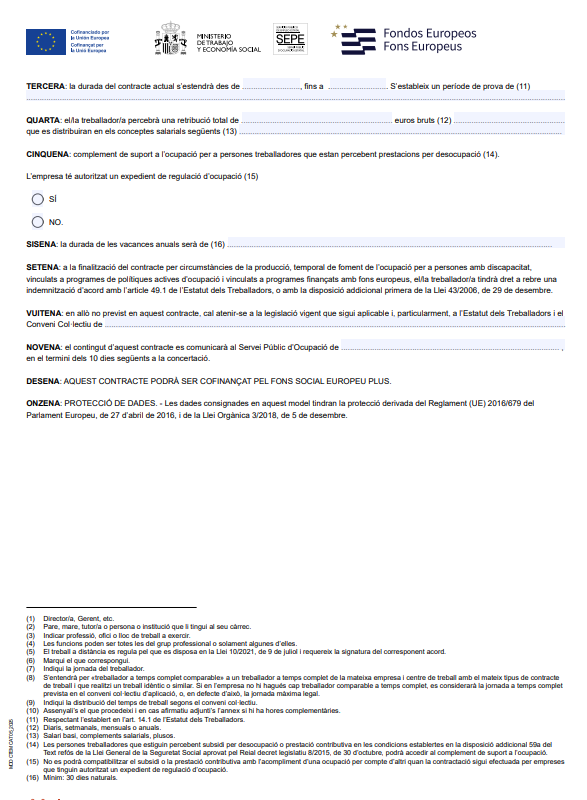 Cofinanciado por
la Unión Europea
Cofinançat per
la Unió Europea
MINISTERIO
DE TRABAJO
Y ECONOMÍA SOCIAL
SEPE
Fondos Europeos
Fons Europeus
TERCERA: la durada del contracte actual s'estendrà des de ...................., fins a .................... S'estableix un període de prova de (11)
QUARTA: el/la treballador/a percebrà una retribució total de .................... euros bruts (12) ....................
que es distribuiran en els conceptes salarials següents (13) ....................
CINQUENA: complement de suport a l'ocupació per a persones treballadores que estan percebent prestacions per desocupació (14).
L'empresa té autoritzat un expedient de regulació d'ocupació (15)
SÍ
NO.
SISENA: la durada de les vacances anuals serà de (16) ....................
SETENA: a la finalització del contracte per circumstàncies de la producció, temporal de foment de l'ocupació per a persones amb discapacitat,
vinculats a programes de polítiques actives d'ocupació i vinculats a programes finançats amb fons europeus, el/la treballador/a tindrà dret a rebre una
indemnització d'acord amb l'article 49.1 de l'Estatut dels Treballadors, o amb la disposició addicional primera de la Llei 43/2006, de 29 de desembre.
VUITENA: en allò no previst en aquest contracte, cal atenir-se a la legislació vigent que sigui aplicable i, particularment, a l'Estatut dels Treballadors i el
Conveni Col·lectiu de ....................
NOVENA: el contingut d'aquest contracte es comunicarà al Servei Públic d'Ocupació de .................... ,
en el termini dels 10 dies següents a la concertació.
DESENA: AQUEST CONTRACTE PODRÀ SER COFINANÇAT PEL FONS SOCIAL EUROPEU PLUS.
ONZENA: PROTECCIÓ DE DADES. - Les dades consignades en aquest model tindran la protecció derivada del Reglament (UE) 2016/679 del
Parlament Europeu, de 27 d'abril de 2016, i de la Llei Orgànica 3/2018, de 5 de desembre.
(1) Director/a, Gerent, etc.
(2) Pare, mare, tutor/a o persona o institució que li tingui al seu càrrec.
(3) Indicar professió, ofici o lloc de treball a exercir.
(4) Les funcions poden ser totes les del grup professional o solament algunes d'elles.
(5) El treball a distància es regula pel que es disposa en la Llei 10/2021, de 9 de juliol i requereix la signatura del corresponent acord.
(6) Marqui el que correspongui.
(7) Indiqui la jornada del treballador.
(8) S'entendrà per «treballador a temps complet comparable» a un treballador a temps complet de la mateixa empresa i centre de treball amb el mateix tipus de contracte
de treball i que realitzi un treball idèntic o similar. Si en l'empresa no hi hagués cap treballador comparable a temps complet, es considerarà la jornada a temps complet
prevista en el conveni col·lectiu d'aplicació, o, en defecte d'això, la jornada màxima legal.
(9) Indiqui la distribució del temps de treball segons el conveni col·lectiu.
(10) Assenyali's el que procedeixi i en cas afirmatiu adjunti's l'annex si hi ha hores complementàries.
(11) Respectant l'establert en l'art. 14.1 de l'Estatut dels Treballadors.
(12) Diaris, setmanals, mensuals o anuals.
(13) Salari basi, complements salarials, plusos.
(14) Les persones treballadores que estiguin percebent subsidi per desocupació o prestació contributiva en les condicions establertes en la disposició addicional 59a del
Text refós de la Llei General de la Seguretat Social aprovat pel Reial decret legislatiu 8/2015, de 30 d'octubre, podrà accedir al complement de suport a l'ocupació.
(15) No es podrà compatibilitzar el subsidi o la prestació contributiva amb l'acompliment d'una ocupació per compte d'altri quan la contractació sigui efectuada per empreses
que tinguin autoritzat un expedient de regulació d'ocupació.
(16) Mínim: 30 dies naturals.